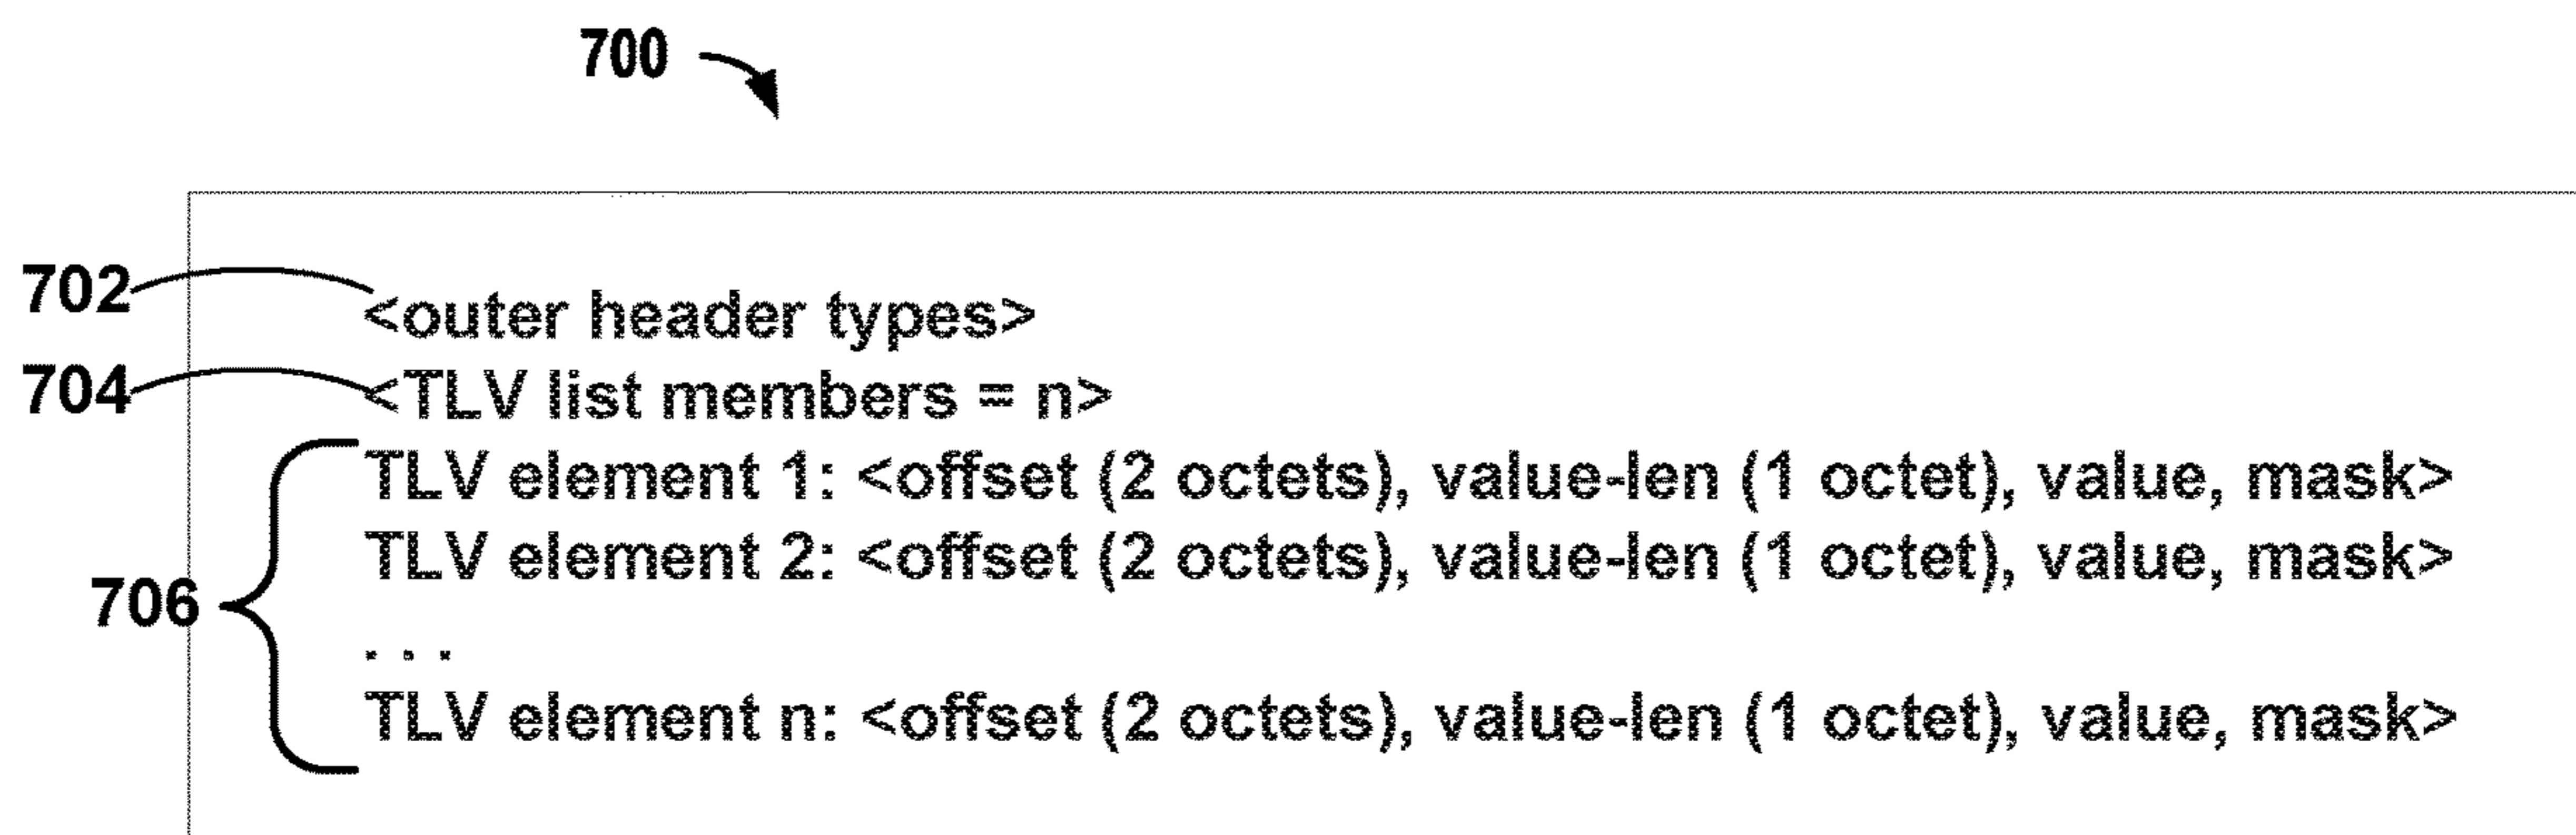 700
702
<outer header types>
704
<TLV list members = n>
TLV element 1: <offset (2 octets), value-len (1 octet), value, mask>
TLV element 2: <offset (2 octets), value-len (1 octet), value, mask>
706
. . .
TLV element n: <offset (2 octets), value-len (1 octet), value, mask>